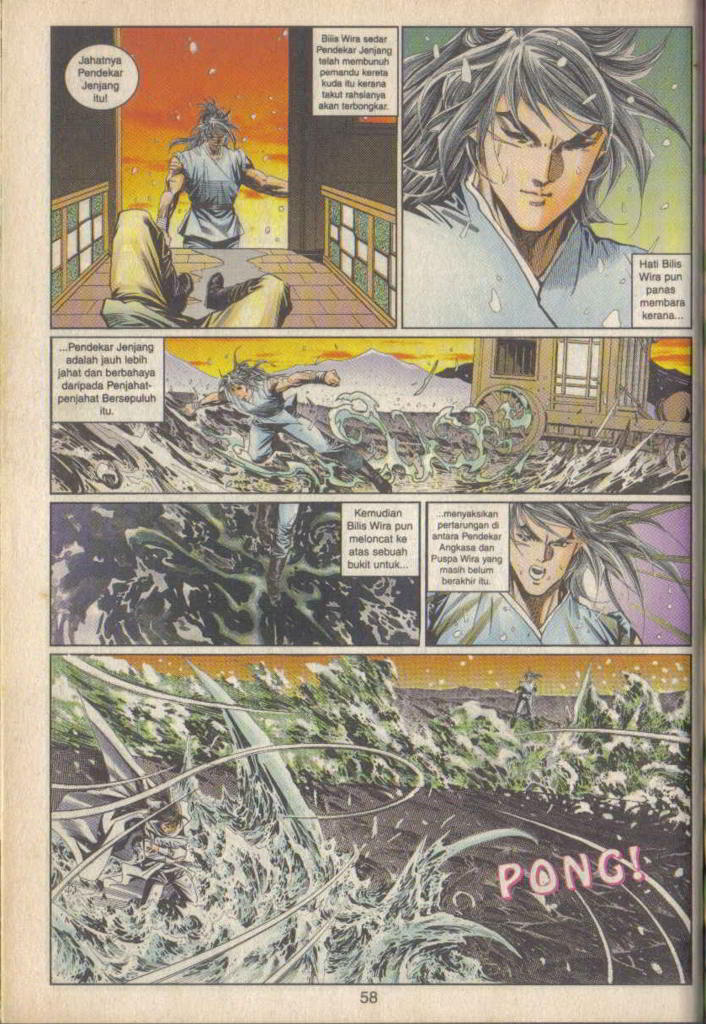 Jahatnya
Pendekar
Jenjang
itu!
Bilis Wira sedar
Pendekar Jenjang
telah membunuh
pemandu kereta
kuda itu kerana
takut rahsianya
akan terbongkar.
Hati Bilis
Wira pun
panas
membara
kerana...
...Pendekar Jenjang
adalah jauh lebih
jahat dan berbahaya
daripada Penjahat-
penjahat Bersepuluh
itu.
Kemudian
Bilis Wira pun
meloncat ke
atas sebuah
bukit untuk...
...menyaksikan
pertarungan di
antara Pendekar
Angkasa dan
Puspa Wira yang
masih belum
berakhir itu.
PONG!
58